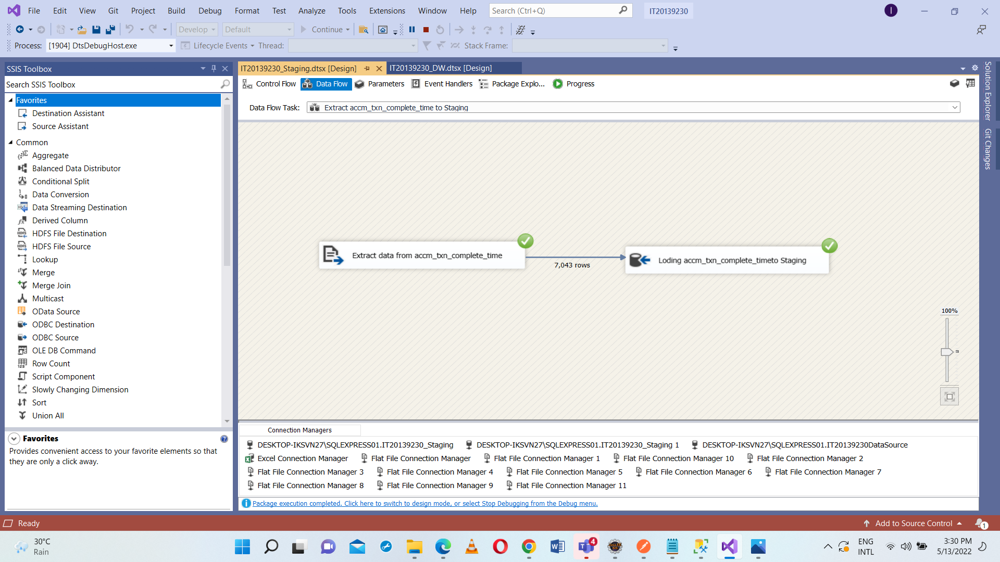 File Edit View Git Project Build Debug Format Test Analyze Tools Extensions Window Help Search (Ctrl+Q) IT20139230 I
Develop Default Continue
Process: [1904] DtsDebugHost.exe Lifecycle Events Thread: Stack Frame:
SSIS Toolbox
Search SSIS Toolbox
Favorites
Destination Assistant
Source Assistant
Common
Aggregate
Balanced Data Distributor
Conditional Split
Data Conversion
Data Streaming Destination
Derived Column
HDFS File Destination
HDFS File Source
Lookup
Merge
Merge Join
Multicast
OData Source
ODBC Destination
ODBC Source
OLE DB Command
Row Count
Script Component
Slowly Changing Dimension
Sort
Union All
Favorites
Provides convenient access to your favorite elements so that
they are only a click away.
IT20139230_Staging.dtsx [Design] IT20139230_DW.dtsx [Design]
Control Flow Data Flow Parameters Event Handlers Package Explo... Progress
Data Flow Task: Extract accm_txn_complete_time to Staging
Extract data from accm_txn_complete_time
7,043 rows
Loding accm_txn_complete_timeto Staging
100%
Connection Managers
DESKTOP-IKSVN27\SQLEXPRESS01.IT20139230_Staging DESKTOP-IKSVN27\SQLEXPRESS01.IT20139230_Staging 1 DESKTOP-IKSVN27\SQLEXPRESS01.IT20139230DataSource
Excel Connection Manager Flat File Connection Manager Flat File Connection Manager 1 Flat File Connection Manager 10 Flat File Connection Manager 2
Flat File Connection Manager 3 Flat File Connection Manager 4 Flat File Connection Manager 5 Flat File Connection Manager 6 Flat File Connection Manager 7
Flat File Connection Manager 8 Flat File Connection Manager 9 Flat File Connection Manager 11
Package execution completed. Click here to switch to design mode, or select Stop Debugging from the Debug menu.
Solution Explorer
Git Changes
Ready Add to Source Control 1
30°C
Rain
4
ENG
INTL
3:30 PM
5/13/2022